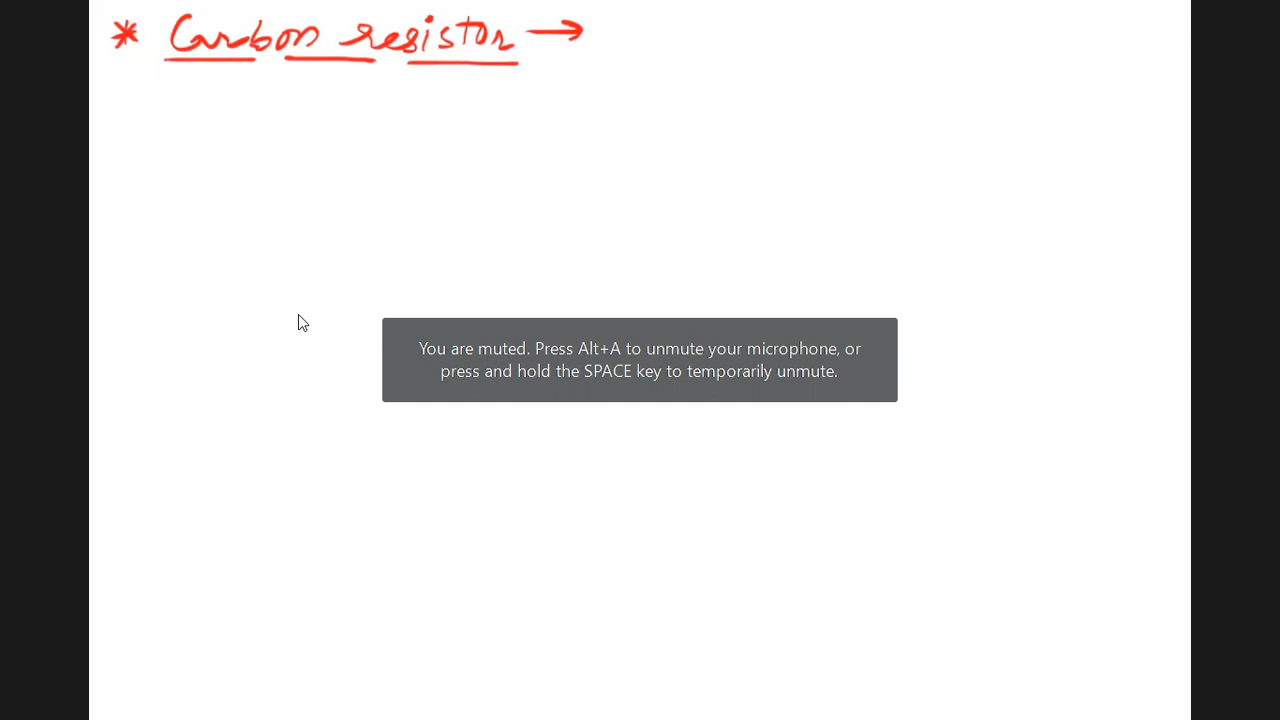 * Carbon resistor →
You are muted. Press Alt+A to unmute your microphone, or
press and hold the SPACE key to temporarily unmute.